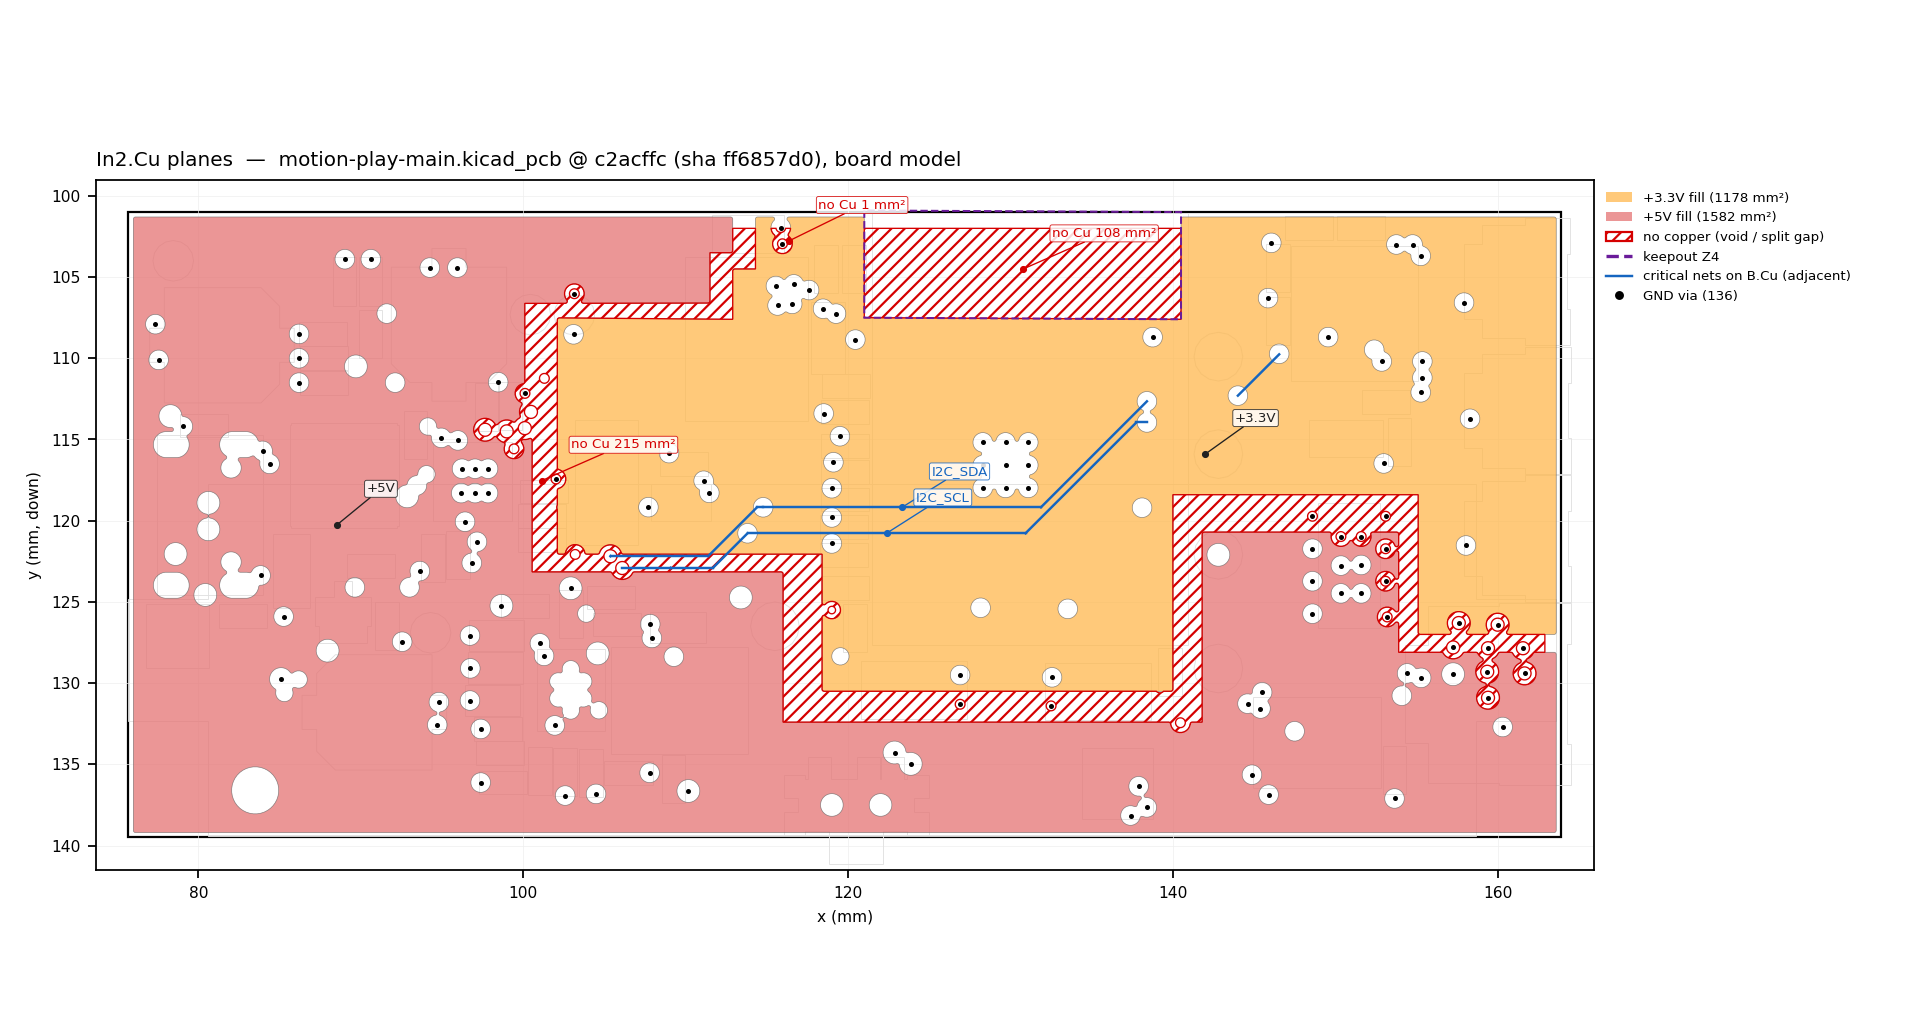 In2.Cu planes — motion-play-main.kicad_pcb @ c2acffc (sha ff6857d0), board model
100
105
110
115
120
125
130
135
140
y (mm, down)
80
100
120
140
160
x (mm)
no Cu 1 mm²
no Cu 108 mm²
no Cu 215 mm²
+5V
+3.3V
I2C_SDA
I2C_SCL
+3.3V fill (1178 mm²)
+5V fill (1582 mm²)
no copper (void / split gap)
keepout Z4
critical nets on B.Cu (adjacent)
GND via (136)